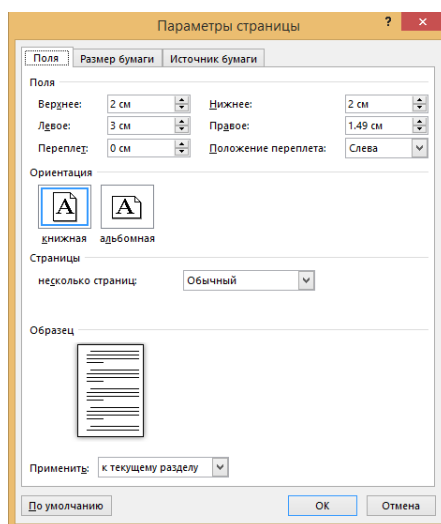 Параметры страницы ?
Поля Размер бумаги Источник бумаги
Поля
Верхнее: 2 см Нижнее: 2 см
Левое: 3 см Правое: 1.49 см
Переплет: 0 см Положение переплета: Слева
Ориентация
A A
книжная альбомная
Страницы
несколько страниц: Обычный
Образец
Применить: к текущему разделу
По умолчанию ОК Отмена